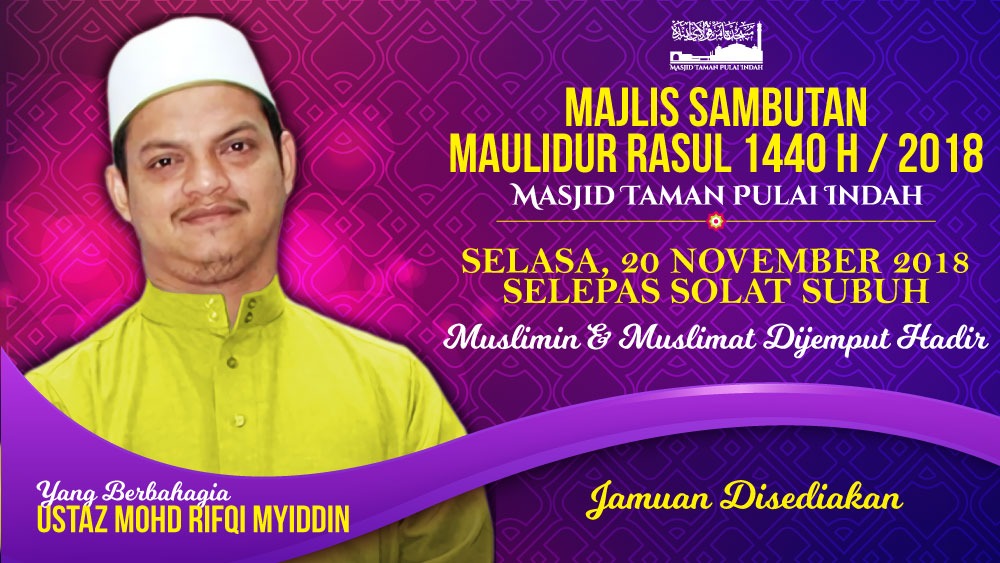 MASJID TAMAN PULAI INDAH
MAJLIS SAMBUTAN
MAULIDUR RASUL 1440 H / 2018
MASJID TAMAN PULAI INDAH
SELASA, 20 NOVEMBER 2018
SELEPAS SOLAT SUBUH
Muslimin & Muslimat Dijemput Hadir
Yang Berbahagia
USTAZ MOHD RIFQI MYIDDIN
Jamuan Disediakan